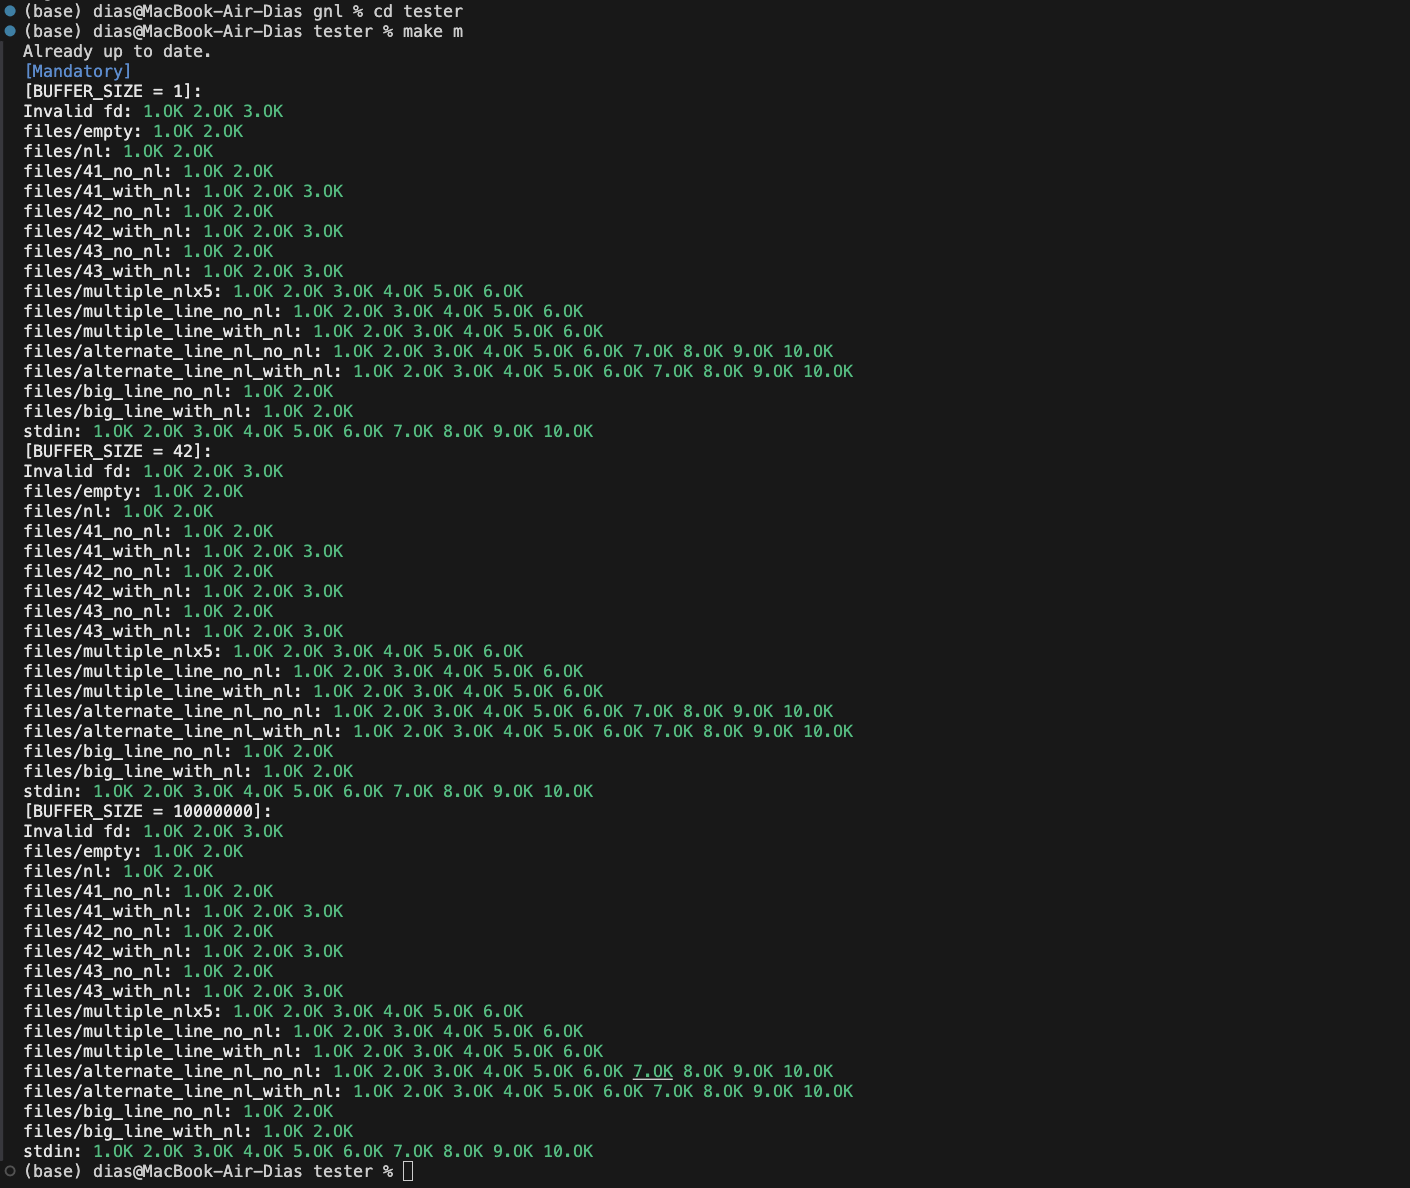 (base) dias@MacBook-Air-Dias gnl % cd tester
(base) dias@MacBook-Air-Dias tester % make m
Already up to date.
[Mandatory]
[BUFFER_SIZE = 1]:
Invalid fd: 1.OK 2.OK 3.OK
files/empty: 1.OK 2.OK
files/nl: 1.OK 2.OK
files/41_no_nl: 1.OK 2.OK
files/41_with_nl: 1.OK 2.OK 3.OK
files/42_no_nl: 1.OK 2.OK
files/42_with_nl: 1.OK 2.OK 3.OK
files/43_no_nl: 1.OK 2.OK
files/43_with_nl: 1.OK 2.OK 3.OK
files/multiple_nlx5: 1.OK 2.OK 3.OK 4.OK 5.OK 6.OK
files/multiple_line_no_nl: 1.OK 2.OK 3.OK 4.OK 5.OK 6.OK
files/multiple_line_with_nl: 1.OK 2.OK 3.OK 4.OK 5.OK 6.OK
files/alternate_line_nl_no_nl: 1.OK 2.OK 3.OK 4.OK 5.OK 6.OK 7.OK 8.OK 9.OK 10.OK
files/alternate_line_nl_with_nl: 1.OK 2.OK 3.OK 4.OK 5.OK 6.OK 7.OK 8.OK 9.OK 10.OK
files/big_line_no_nl: 1.OK 2.OK
files/big_line_with_nl: 1.OK 2.OK
stdin: 1.OK 2.OK 3.OK 4.OK 5.OK 6.OK 7.OK 8.OK 9.OK 10.OK
[BUFFER_SIZE = 42]:
Invalid fd: 1.OK 2.OK 3.OK
files/empty: 1.OK 2.OK
files/nl: 1.OK 2.OK
files/41_no_nl: 1.OK 2.OK
files/41_with_nl: 1.OK 2.OK 3.OK
files/42_no_nl: 1.OK 2.OK
files/42_with_nl: 1.OK 2.OK 3.OK
files/43_no_nl: 1.OK 2.OK
files/43_with_nl: 1.OK 2.OK 3.OK
files/multiple_nlx5: 1.OK 2.OK 3.OK 4.OK 5.OK 6.OK
files/multiple_line_no_nl: 1.OK 2.OK 3.OK 4.OK 5.OK 6.OK
files/multiple_line_with_nl: 1.OK 2.OK 3.OK 4.OK 5.OK 6.OK
files/alternate_line_nl_no_nl: 1.OK 2.OK 3.OK 4.OK 5.OK 6.OK 7.OK 8.OK 9.OK 10.OK
files/alternate_line_nl_with_nl: 1.OK 2.OK 3.OK 4.OK 5.OK 6.OK 7.OK 8.OK 9.OK 10.OK
files/big_line_no_nl: 1.OK 2.OK
files/big_line_with_nl: 1.OK 2.OK
stdin: 1.OK 2.OK 3.OK 4.OK 5.OK 6.OK 7.OK 8.OK 9.OK 10.OK
[BUFFER_SIZE = 10000000]:
Invalid fd: 1.OK 2.OK 3.OK
files/empty: 1.OK 2.OK
files/nl: 1.OK 2.OK
files/41_no_nl: 1.OK 2.OK
files/41_with_nl: 1.OK 2.OK 3.OK
files/42_no_nl: 1.OK 2.OK
files/42_with_nl: 1.OK 2.OK 3.OK
files/43_no_nl: 1.OK 2.OK
files/43_with_nl: 1.OK 2.OK 3.OK
files/multiple_nlx5: 1.OK 2.OK 3.OK 4.OK 5.OK 6.OK
files/multiple_line_no_nl: 1.OK 2.OK 3.OK 4.OK 5.OK 6.OK
files/multiple_line_with_nl: 1.OK 2.OK 3.OK 4.OK 5.OK 6.OK
files/alternate_line_nl_no_nl: 1.OK 2.OK 3.OK 4.OK 5.OK 6.OK 7.OK 8.OK 9.OK 10.OK
files/alternate_line_nl_with_nl: 1.OK 2.OK 3.OK 4.OK 5.OK 6.OK 7.OK 8.OK 9.OK 10.OK
files/big_line_no_nl: 1.OK 2.OK
files/big_line_with_nl: 1.OK 2.OK
stdin: 1.OK 2.OK 3.OK 4.OK 5.OK 6.OK 7.OK 8.OK 9.OK 10.OK
(base) dias@MacBook-Air-Dias tester %